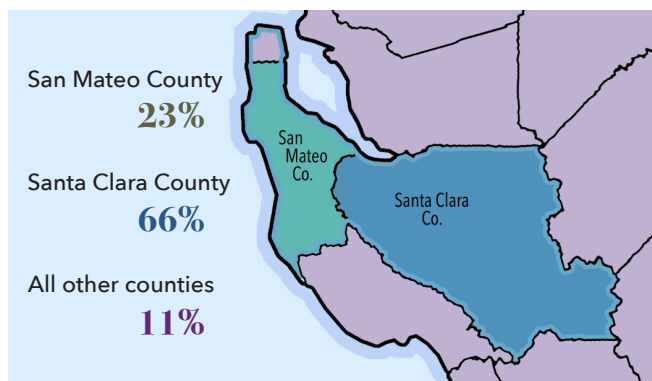 San Mateo County
23%
Santa Clara County
66%
All other counties
11%
San
Mateo
Co.
Santa Clara
Co.